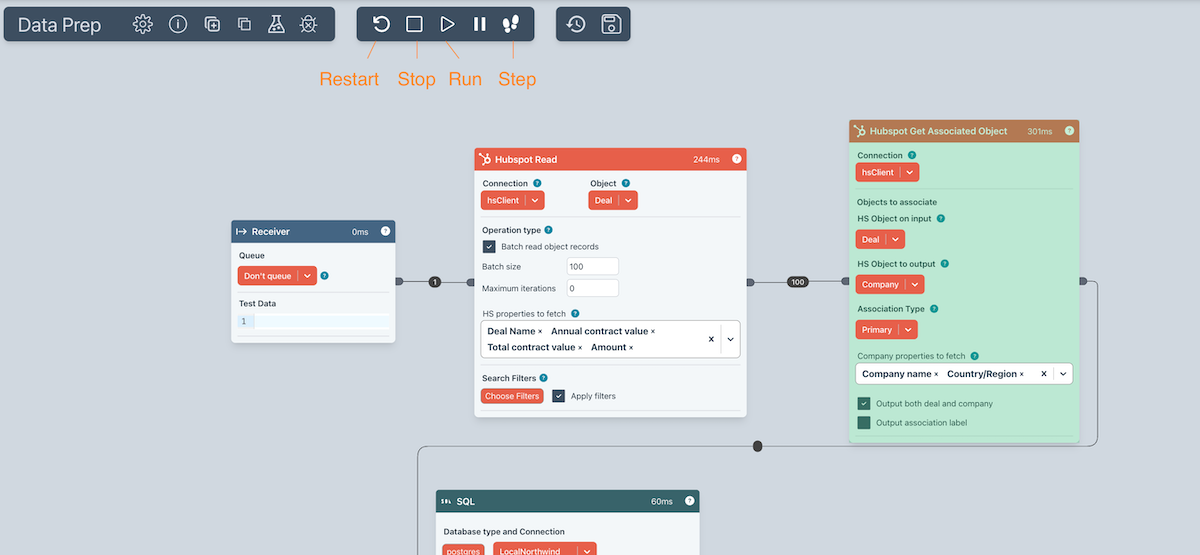 Data Prep
Restart Stop Run Step
Receiver 0ms ?
Queue
Don't queue ?
Test Data
1
1
Hubspot Read 244ms ?
Connection ? Object ?
hsClient Deal
Operation type ?
Batch read object records
Batch size 100
Maximum iterations 0
HS properties to fetch ?
Deal Name × Annual contract value ×
Total contract value × Amount × x
Search Filters ?
Choose Filters Apply filters
100
Hubspot Get Associated Object 301ms ?
Connection ?
hsClient
Objects to associate
HS Object on input ?
Deal
HS Object to output ?
Company
Association Type ?
Primary
Company properties to fetch ?
Company name × Country/Region × x
Output both deal and company
Output association label
SQL SQL 60ms ?
Database type and Connection
postgres LocalNorthwind